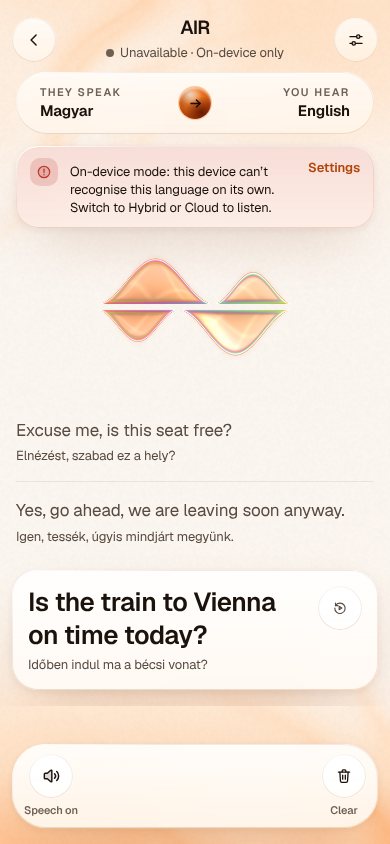 AIR
Unavailable · On-device only
THEY SPEAK
Magyar
YOU HEAR
English
On-device mode: this device can't
recognise this language on its own.
Switch to Hybrid or Cloud to listen.
Settings
Excuse me, is this seat free?
Elnézést, szabad ez a hely?
Yes, go ahead, we are leaving soon anyway.
Igen, tessék, úgyis mindjárt megyünk.
Is the train to Vienna
on time today?
Időben indul ma a bécsi vonat?
Speech on
Clear